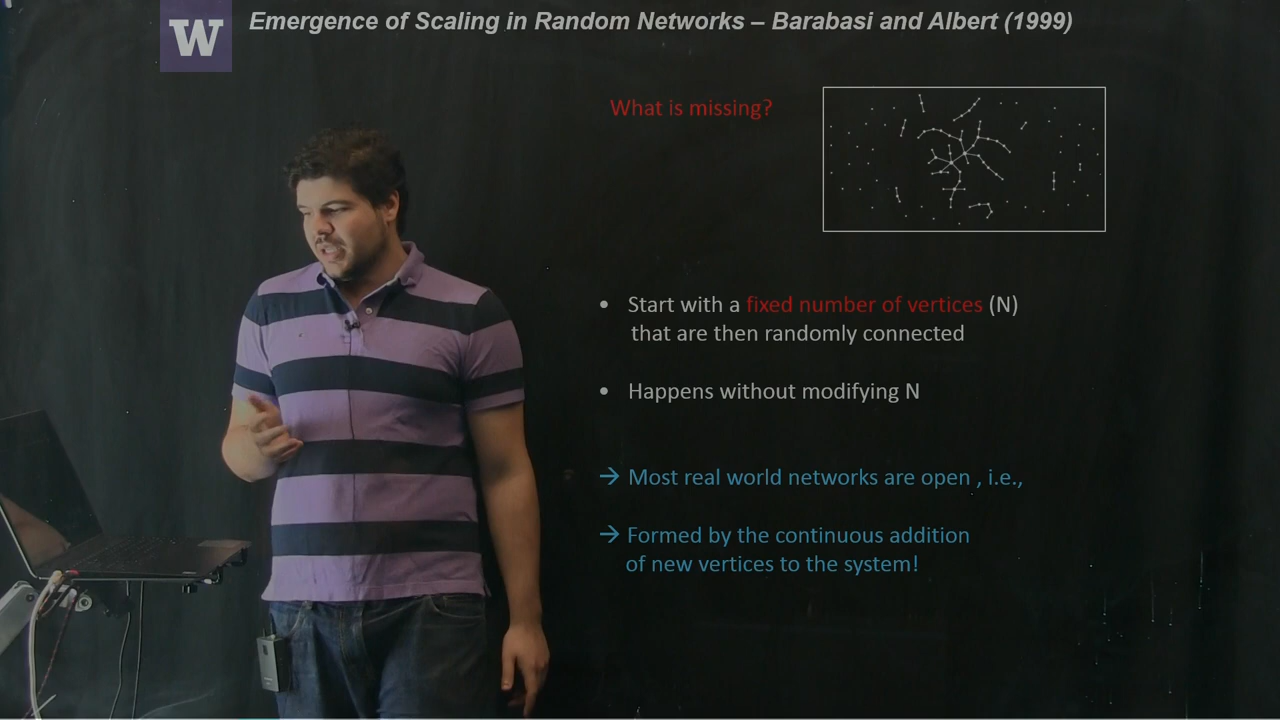 W
Emergence of Scaling in Random Networks – Barabasi and Albert (1999)
What is missing?
• Start with a fixed number of vertices (N)
that are then randomly connected
• Happens without modifying N
→ Most real world networks are open , i.e.,
→ Formed by the continuous addition
of new vertices to the system!